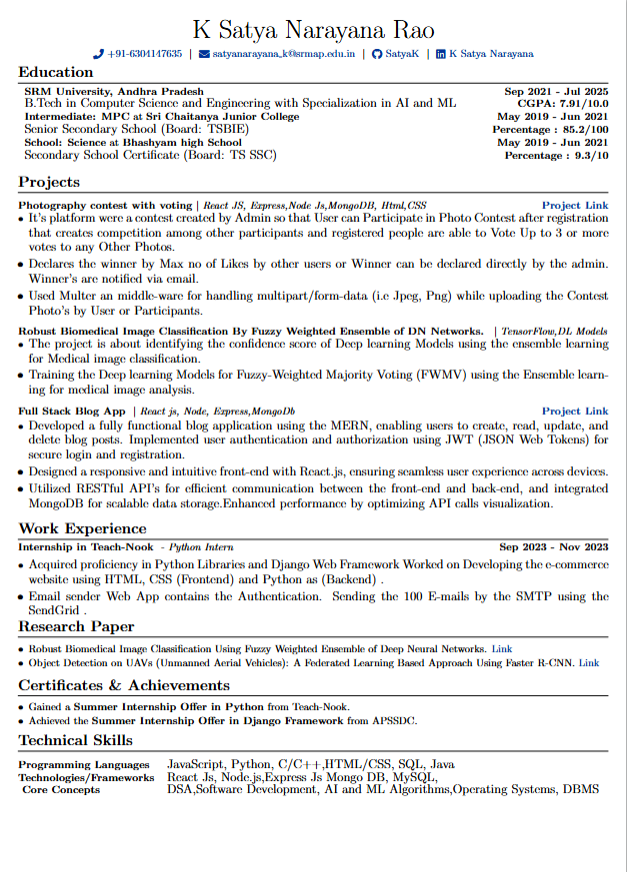 K Satya Narayana Rao
+91-6304147635 | satyanarayana_k@srmap.edu.in | SatyaK | K Satya Narayana
Education
SRM University, Andhra Pradesh Sep 2021 - Jul 2025
B.Tech in Computer Science and Engineering with Specialization in AI and ML CGPA: 7.91/10.0
Intermediate: MPC at Sri Chaitanya Junior College May 2019 - Jun 2021
Senior Secondary School (Board: TSBIE) Percentage : 85.2/100
School: Science at Bhashyam high School May 2019 - Jun 2021
Secondary School Certificate (Board: TS SSC) Percentage : 9.3/10
Projects
Photography contest with voting | React JS, Express,Node Js,MongoDB, Html,CSS Project Link
• It's platform were a contest created by Admin so that User can Participate in Photo Contest after registration
that creates competition among other participants and registered people are able to Vote Up to 3 or more
votes to any Other Photos.
• Declares the winner by Max no of Likes by other users or Winner can be declared directly by the admin.
Winner's are notified via email.
• Used Multer an middle-ware for handling multipart/form-data (i.e Jpeg, Png) while uploading the Contest
Photo's by User or Participants.
Robust Biomedical Image Classification By Fuzzy Weighted Ensemble of DN Networks. | TensorFlow,DL Models
• The project is about identifying the confidence score of Deep learning Models using the ensemble learning
for Medical image classification.
• Training the Deep learning Models for Fuzzy-Weighted Majority Voting (FWMV) using the Ensemble learn-
ing for medical image analysis.
Full Stack Blog App | React js, Node, Express,MongoDb Project Link
• Developed a fully functional blog application using the MERN, enabling users to create, read, update, and
delete blog posts. Implemented user authentication and authorization using JWT (JSON Web Tokens) for
secure login and registration.
• Designed a responsive and intuitive front-end with React.js, ensuring seamless user experience across devices.
• Utilized RESTful API's for efficient communication between the front-end and back-end, and integrated
MongoDB for scalable data storage.Enhanced performance by optimizing API calls visualization.
Work Experience
Internship in Teach-Nook - Python Intern Sep 2023 - Nov 2023
• Acquired proficiency in Python Libraries and Django Web Framework Worked on Developing the e-commerce
website using HTML, CSS (Frontend) and Python as (Backend) .
• Email sender Web App contains the Authentication. Sending the 100 E-mails by the SMTP using the
SendGrid .
Research Paper
• Robust Biomedical Image Classification Using Fuzzy Weighted Ensemble of Deep Neural Networks. Link
• Object Detection on UAVs (Unmanned Aerial Vehicles): A Federated Learning Based Approach Using Faster R-CNN. Link
Certificates & Achievements
• Gained a Summer Internship Offer in Python from Teach-Nook.
• Achieved the Summer Internship Offer in Django Framework from APSSDC.
Technical Skills
Programming Languages JavaScript, Python, C/C++,HTML/CSS, SQL, Java
Technologies/Frameworks React Js, Node.js,Express Js Mongo DB, MySQL,
Core Concepts DSA,Software Development, AI and ML Algorithms,Operating Systems, DBMS